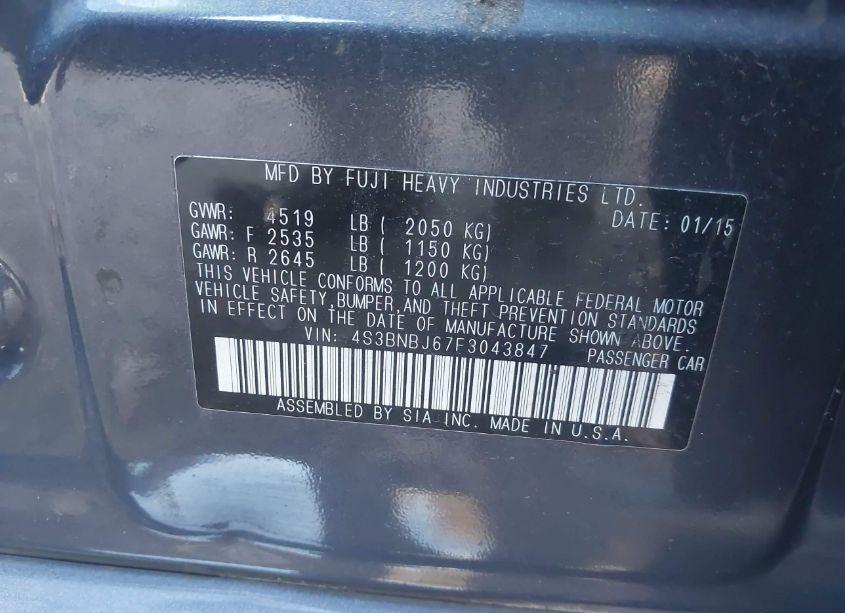 MFD BY FUJI HEAVY INDUSTRIES LTD.
GVWR: 4519 LB ( 2050 KG) DATE: 01/15
GAWR: F 2535 LB ( 1150 KG)
GAWR: R 2645 LB ( 1200 KG)
THIS VEHICLE CONFORMS TO ALL APPLICABLE FEDERAL MOTOR
VEHICLE SAFETY, BUMPER, AND THEFT PREVENTION STANDARDS
IN EFFECT ON THE DATE OF MANUFACTURE SHOWN ABOVE.
VIN: 4S3BNBJ67F3043847 PASSENGER CAR
ASSEMBLED BY SIA INC. MADE IN U.S.A.